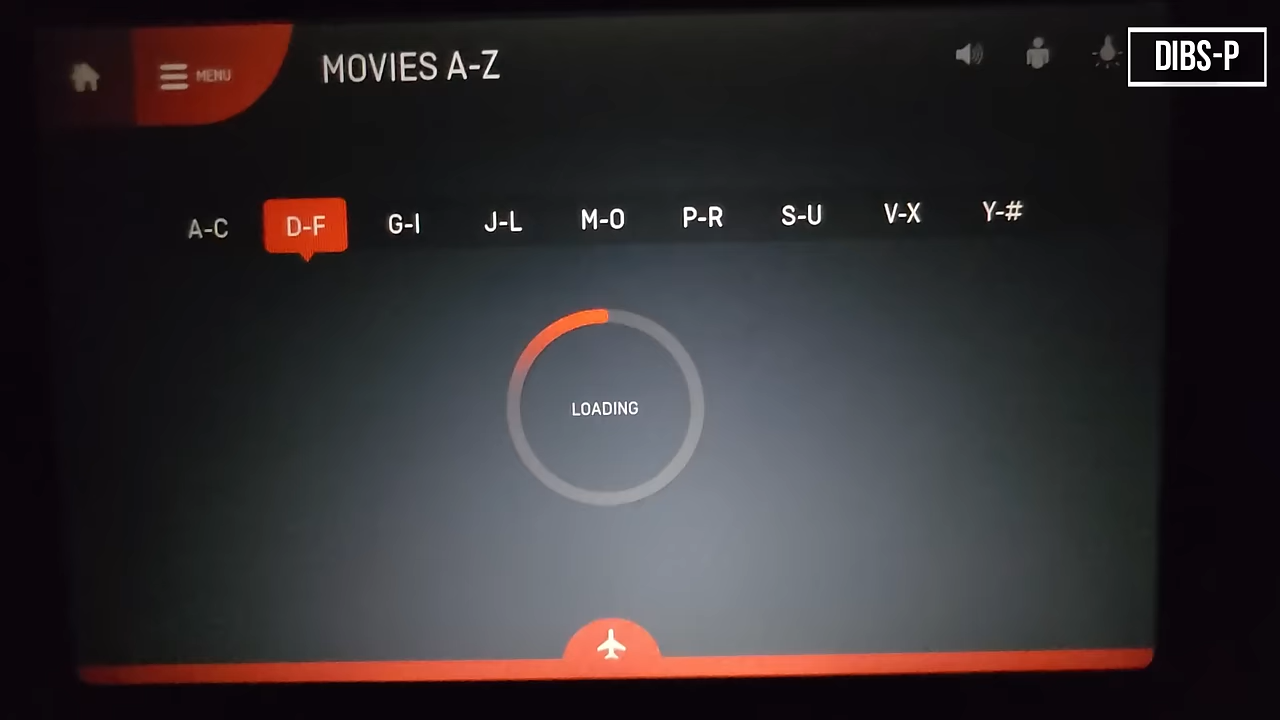 MENU
MOVIES A-Z
DIBS-P
A-C
D-F
G-I
J-L
M-O
P-R
S-U
V-X
Y-#
LOADING